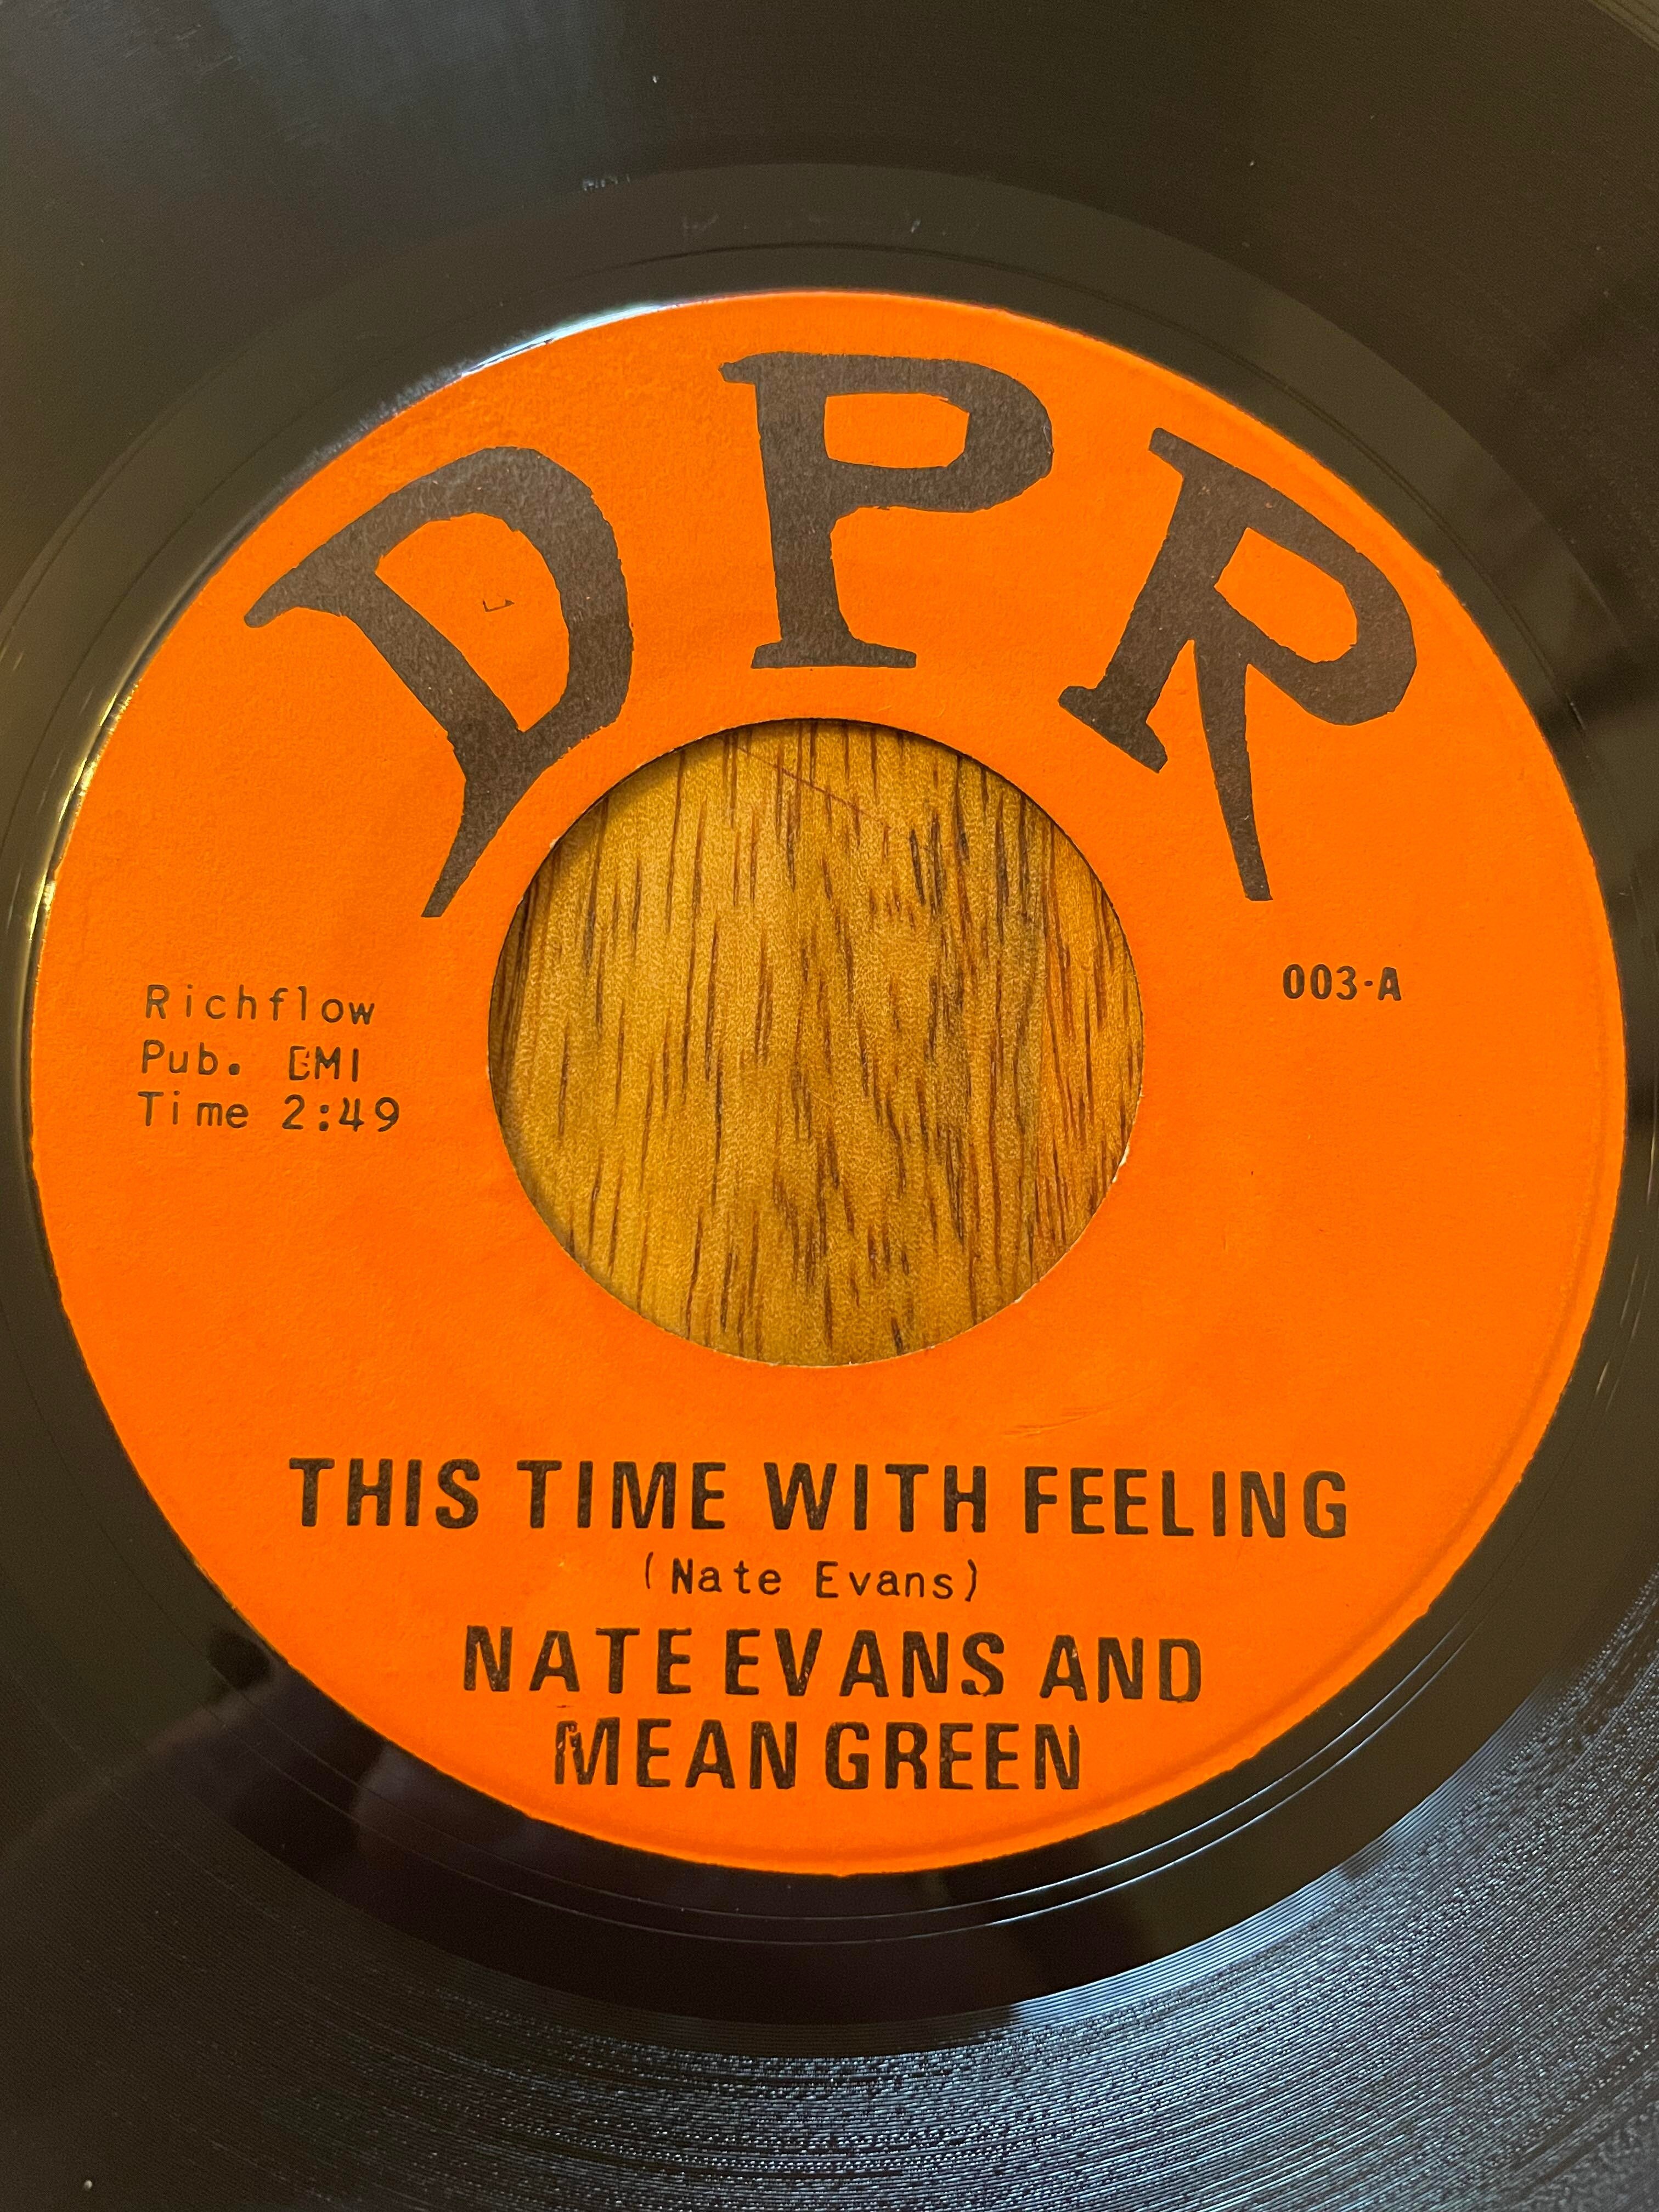 DPR
003-A
Richflow
Pub. BMI
Time 2:49
THIS TIME WITH FEELING
(Nate Evans)
NATE EVANS AND
MEAN GREEN